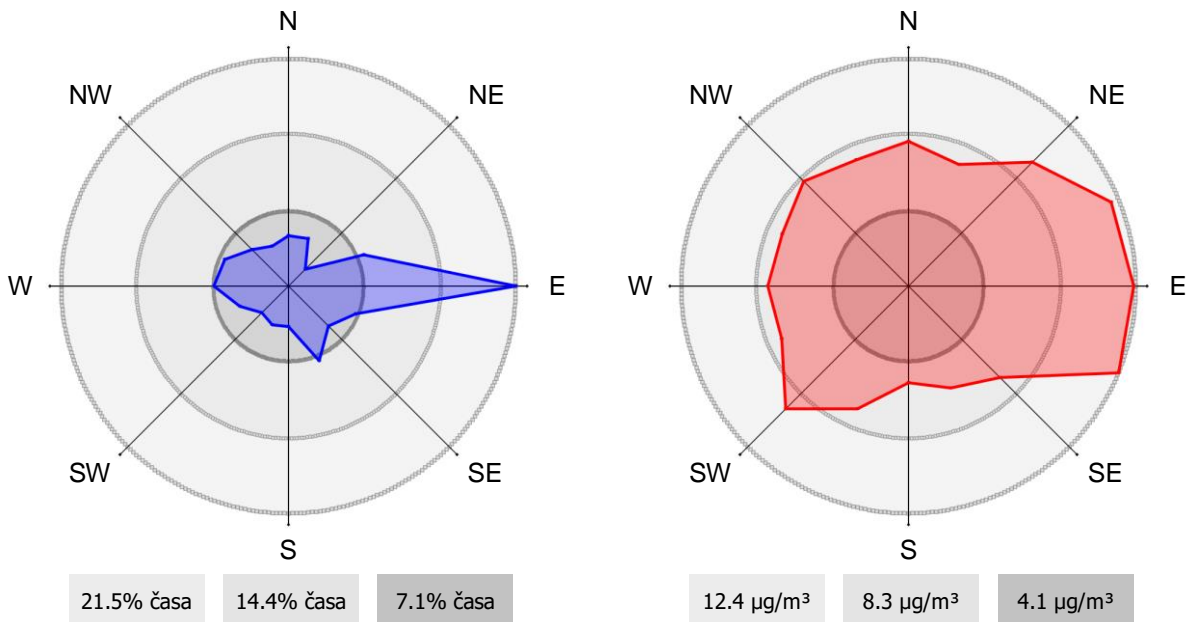 N
N
NW
NE
NW
NE
W
E
W
E
SW
SE
SW
SE
S
S
21.5% časa
14.4% časa
7.1% časa
12.4 µg/m³
8.3 µg/m³
4.1 µg/m³